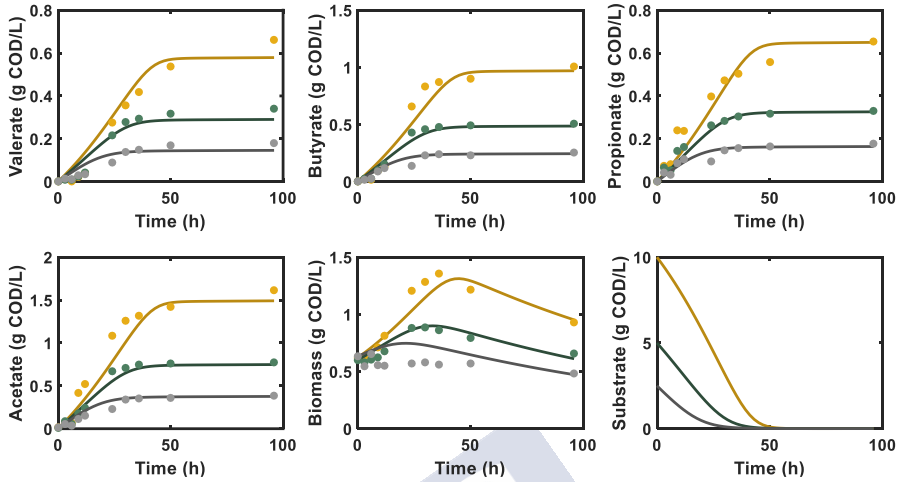 Valerate (g COD/L)
0.8
0.6
0.4
0.2
0
0 50 100
Time (h)
Butyrate (g COD/L)
1.5
1
0.5
0
0 50 100
Time (h)
Propionate (g COD/L)
0.8
0.6
0.4
0.2
0
0 50 100
Time (h)
Acetate (g COD/L)
2
1.5
1
0.5
0
0 50 100
Time (h)
Biomass (g COD/L)
1.5
1
0.5
0
0 50 100
Time (h)
Substrate (g COD/L)
10
5
0
0 50 100
Time (h)